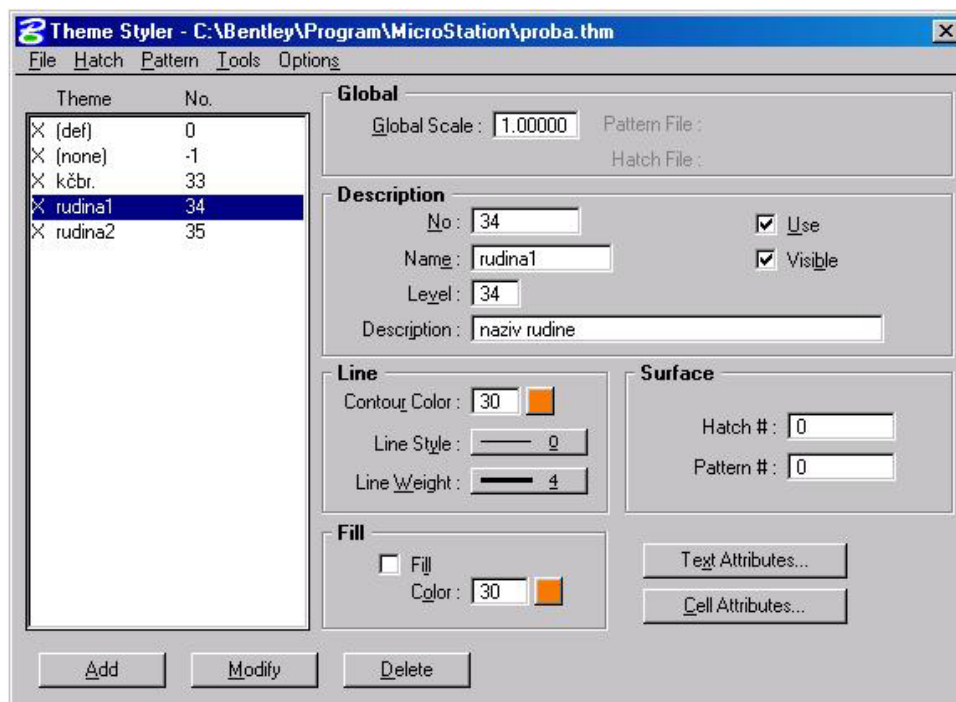 Theme Styler - C:\Bentley\Program\MicroStation\proba.thm
File Hatch Pattern Tools Options
Theme No.
X (def) 0
X (none) -1
X kčbr. 33
X rudina1 34
X rudina2 35
Global
Global Scale : 1.00000 Pattern File :
Hatch File :
Description
No : 34 Use
Name : rudina1 Visible
Level : 34
Description : naziv rudine
Line
Contour Color : 30
Line Style : 0
Line Weight : 4
Surface
Hatch # : 0
Pattern # : 0
Fill
Fill
Color : 30
Text Attributes...
Cell Attributes...
Add Modify Delete